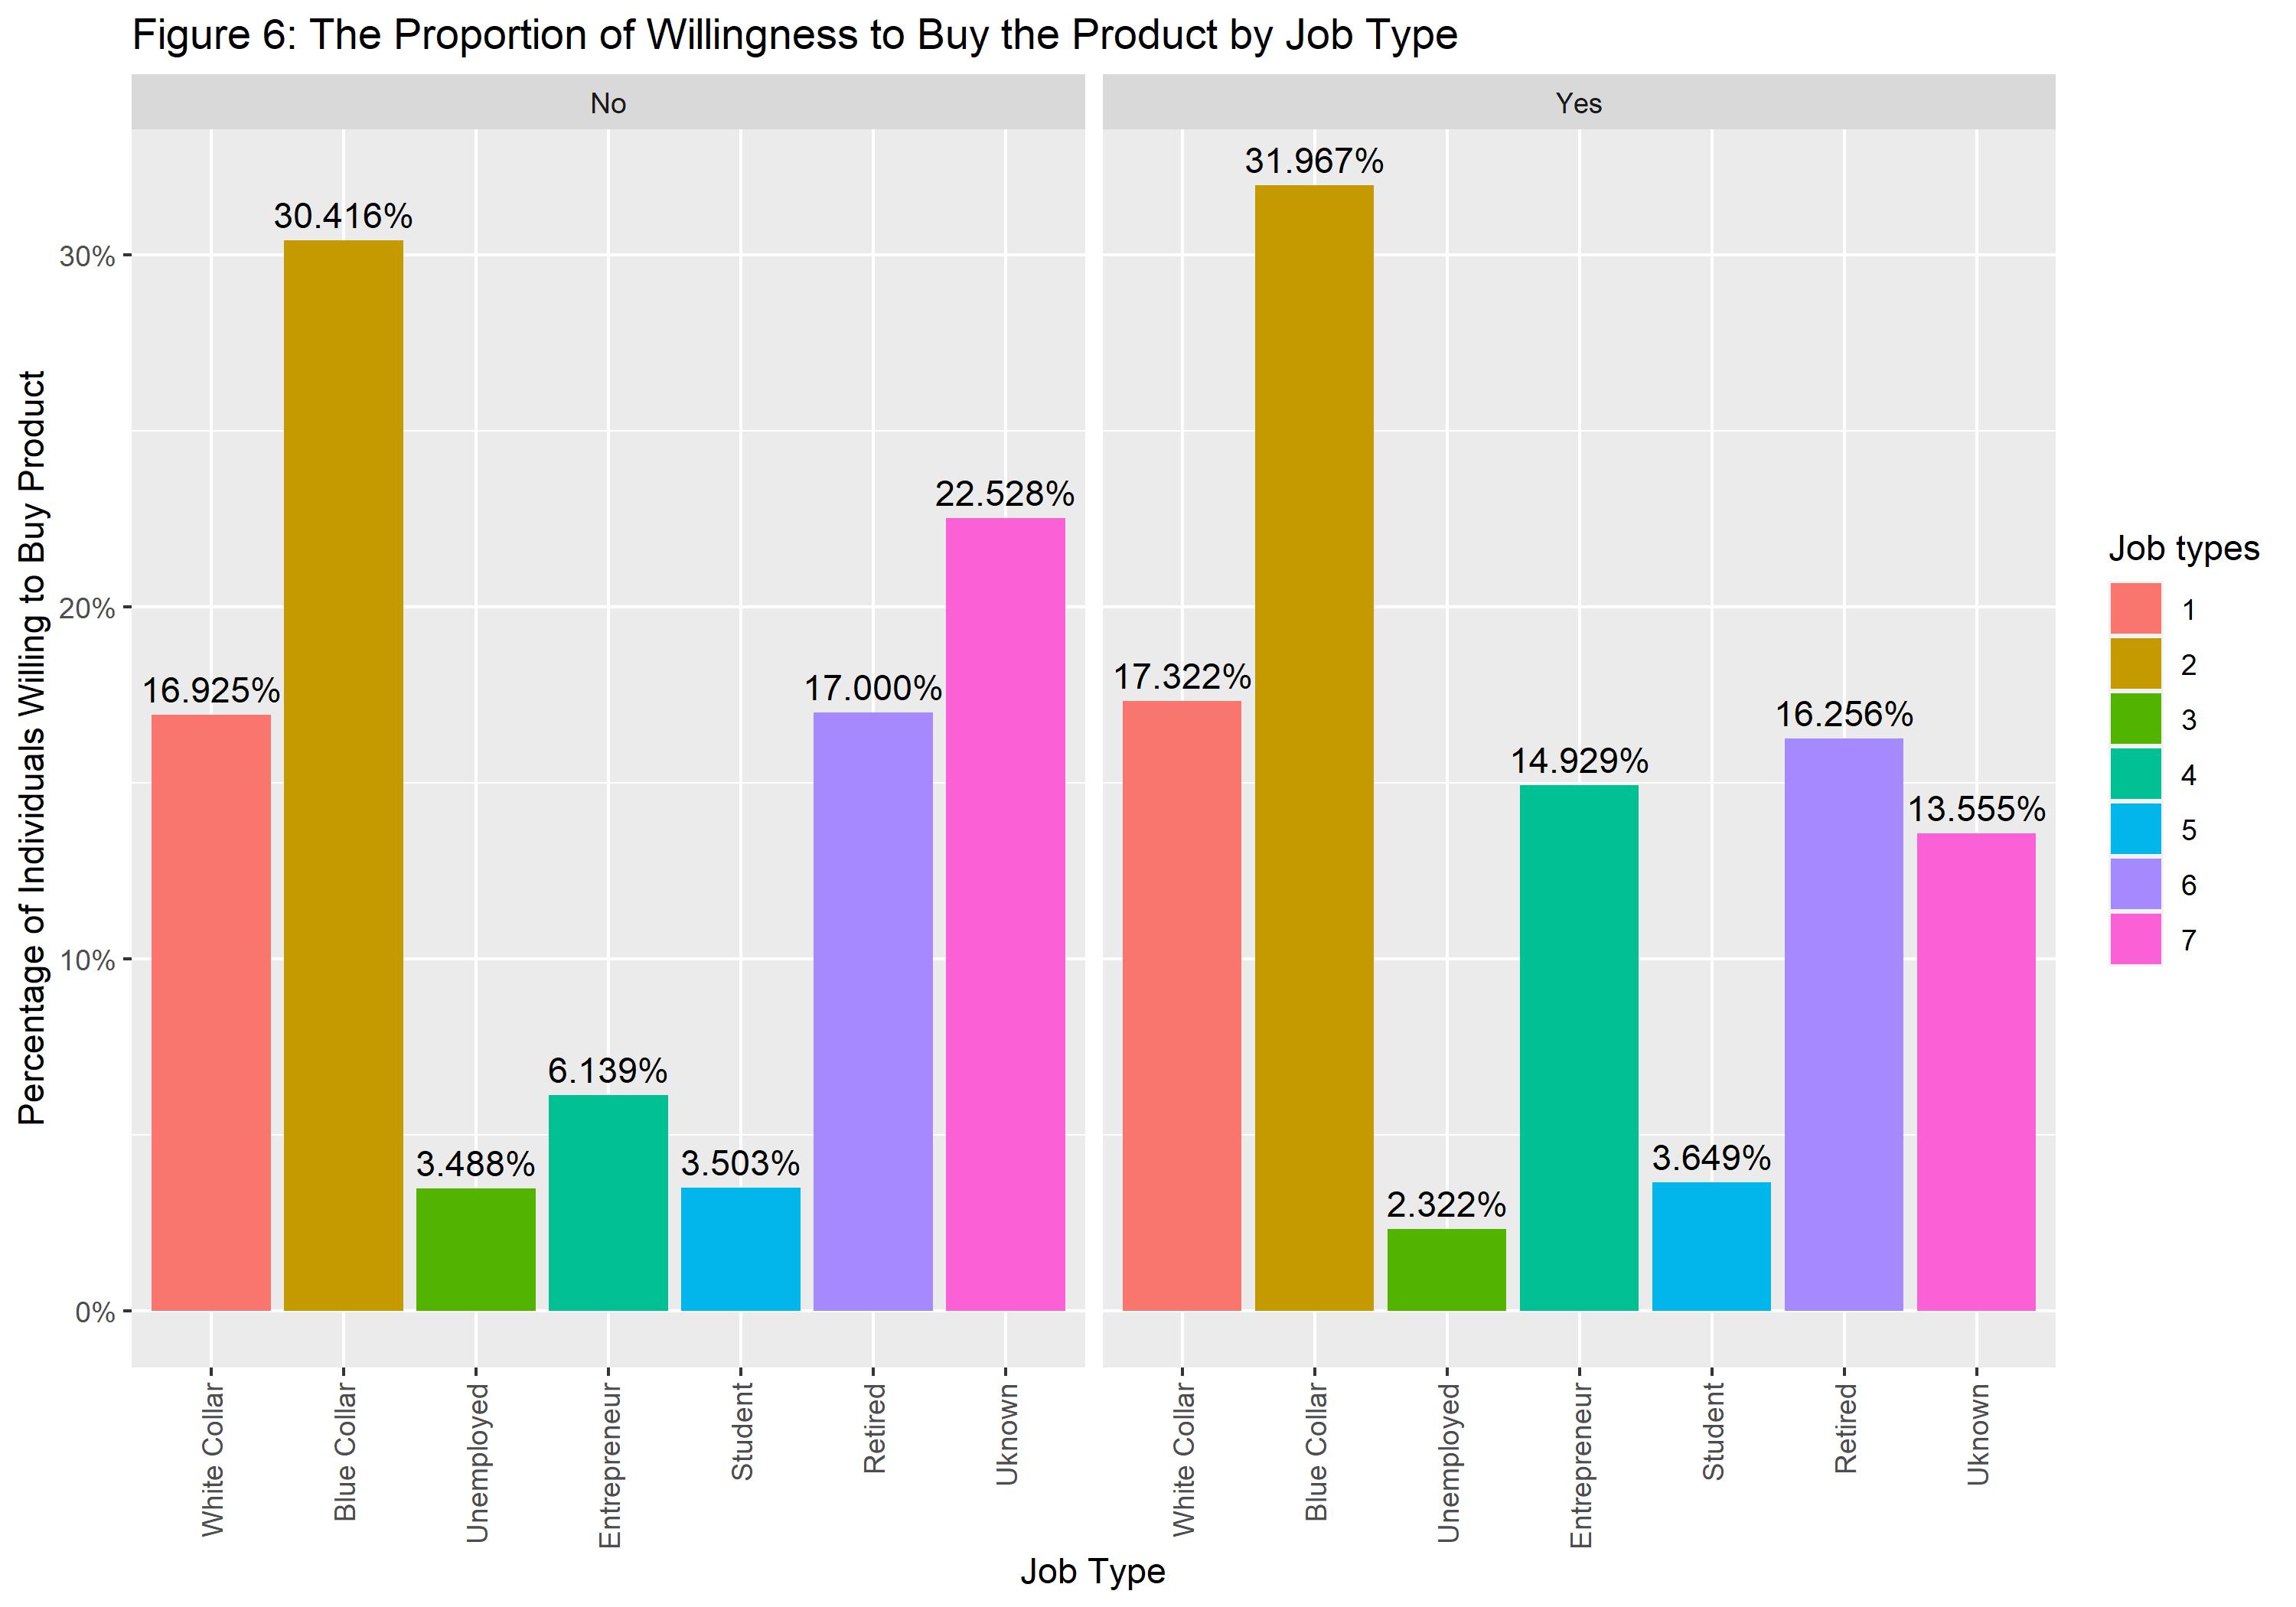 Figure 6: The Proportion of Willingness to Buy the Product by Job Type
No
Yes
Percentage of Individuals Willing to Buy Product
30%
20%
10%
0%
16.925%
30.416%
3.488%
6.139%
3.503%
17.000%
22.528%
17.322%
31.967%
2.322%
14.929%
3.649%
16.256%
13.555%
White Collar
Blue Collar
Unemployed
Entrepreneur
Student
Retired
Uknown
White Collar
Blue Collar
Unemployed
Entrepreneur
Student
Retired
Uknown
Job Type
Job types
1
2
3
4
5
6
7